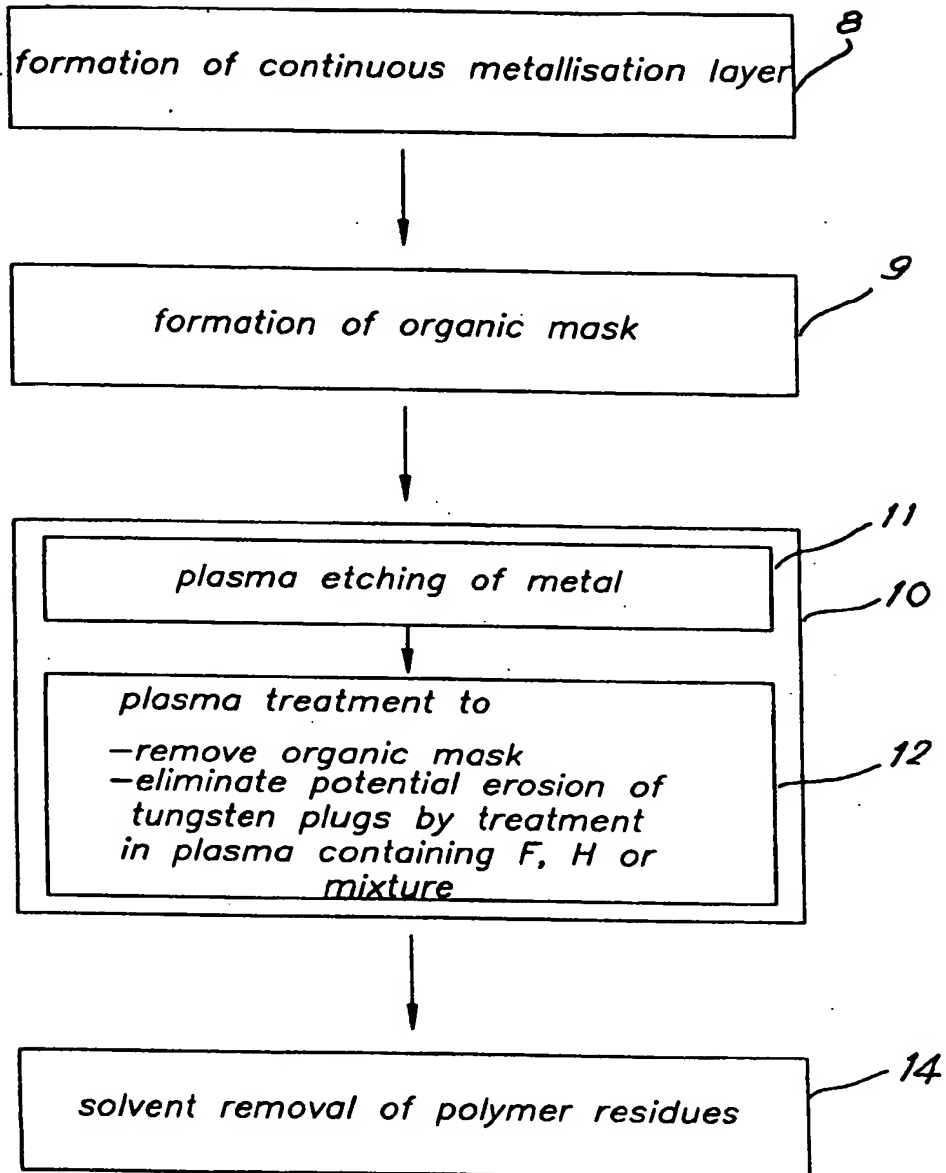 8
formation of continuous metallisation layer
9
formation of organic mask
11
plasma etching of metal
10
plasma treatment to
–remove organic mask
–eliminate potential erosion of
tungsten plugs by treatment
in plasma containing F, H or
mixture
12
solvent removal of polymer residues
14